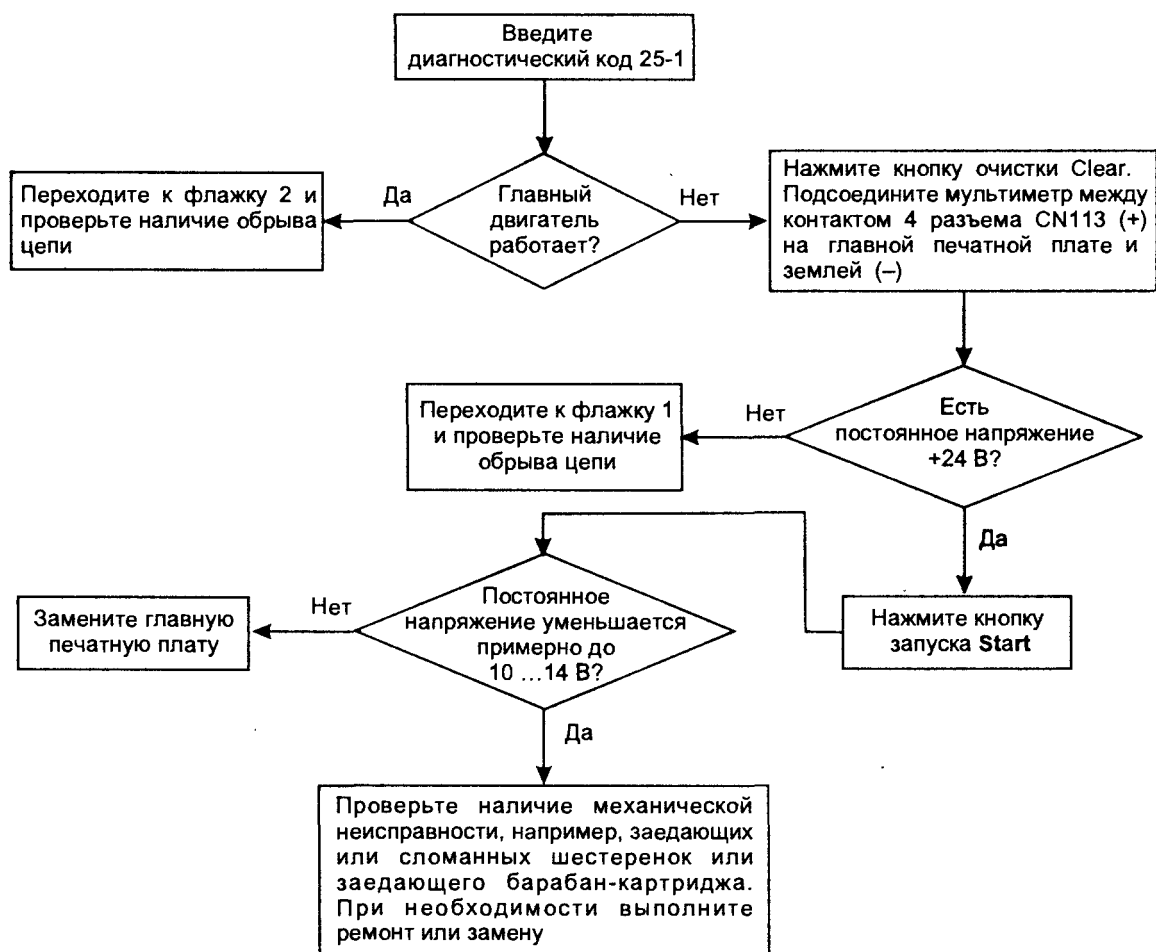 Введите
диагностический код 25-1
Переходите к флажку 2 и
проверьте наличие обрыва
цепи
Да
Главный
двигатель
работает?
Нет
Нажмите кнопку очистки Clear.
Подсоедините мультиметр между
контактом 4 разъема CN113 (+)
на главной печатной плате и
землей (–)
Переходите к флажку 1
и проверьте наличие
обрыва цепи
Нет
Есть
постоянное напряжение
+24 В?
Да
Замените главную
печатную плату
Нет
Постоянное
напряжение уменьшается
примерно до
10 ...14 В?
Нажмите кнопку
запуска Start
Да
Проверьте наличие механической
неисправности, например, заедающих
или сломанных шестеренок или
заедающего барабан-картриджа.
При необходимости выполните
ремонт или замену